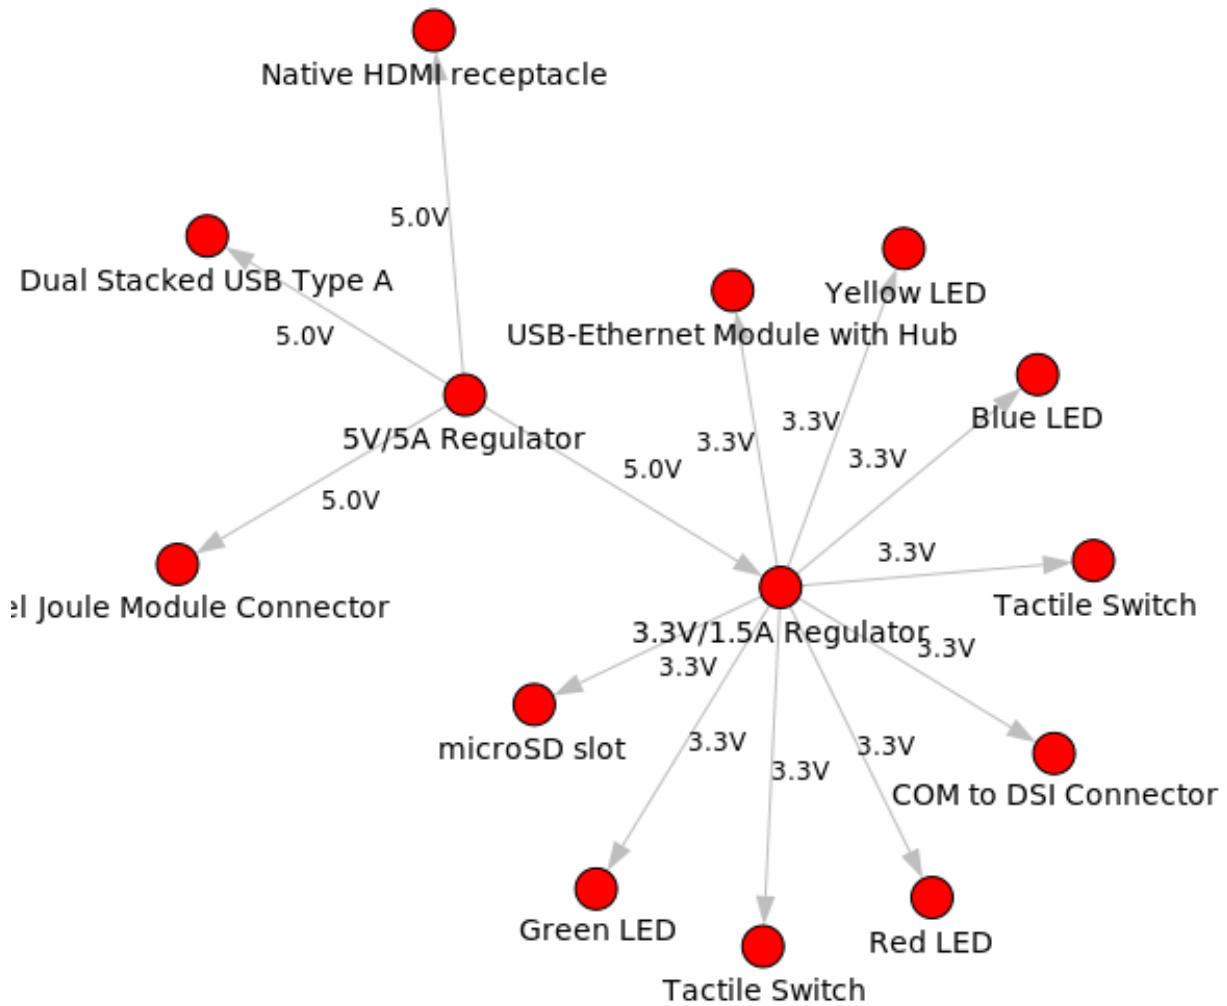 Native HDMI receptacle
5.0V
Dual Stacked USB Type A
Yellow LED
USB-Ethernet Module with Hub
5.0V
Blue LED
3.3V
5V/5A Regulator
3.3V
3.3V
5.0V
5.0V
3.3V
el Joule Module Connector
Tactile Switch
3.3V/1.5A Regulator
3.3V
3.3V
microSD slot
3.3V
3.3V
3.3V
COM to DSI Connector
Green LED
Red LED
Tactile Switch